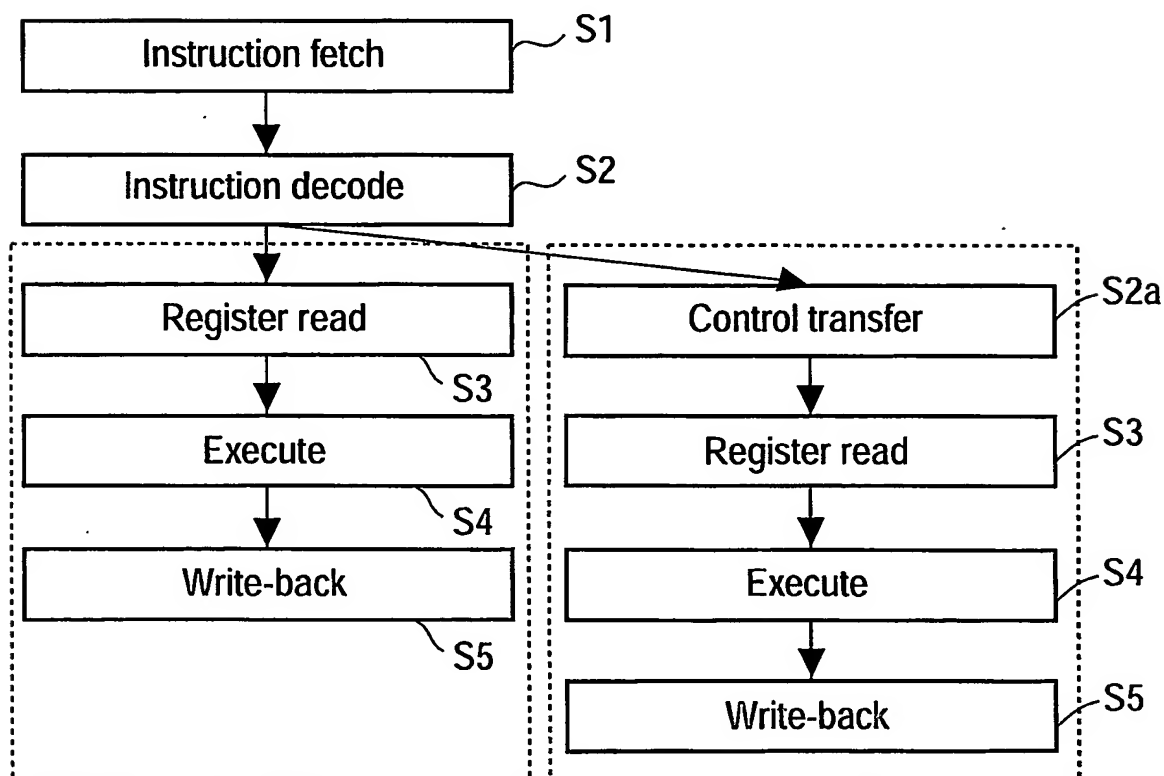 Instruction fetch
S1
Instruction decode
S2
Register read
S3
Execute
S4
Write-back
S5
Control transfer
S2a
Register read
S3
Execute
S4
Write-back
S5